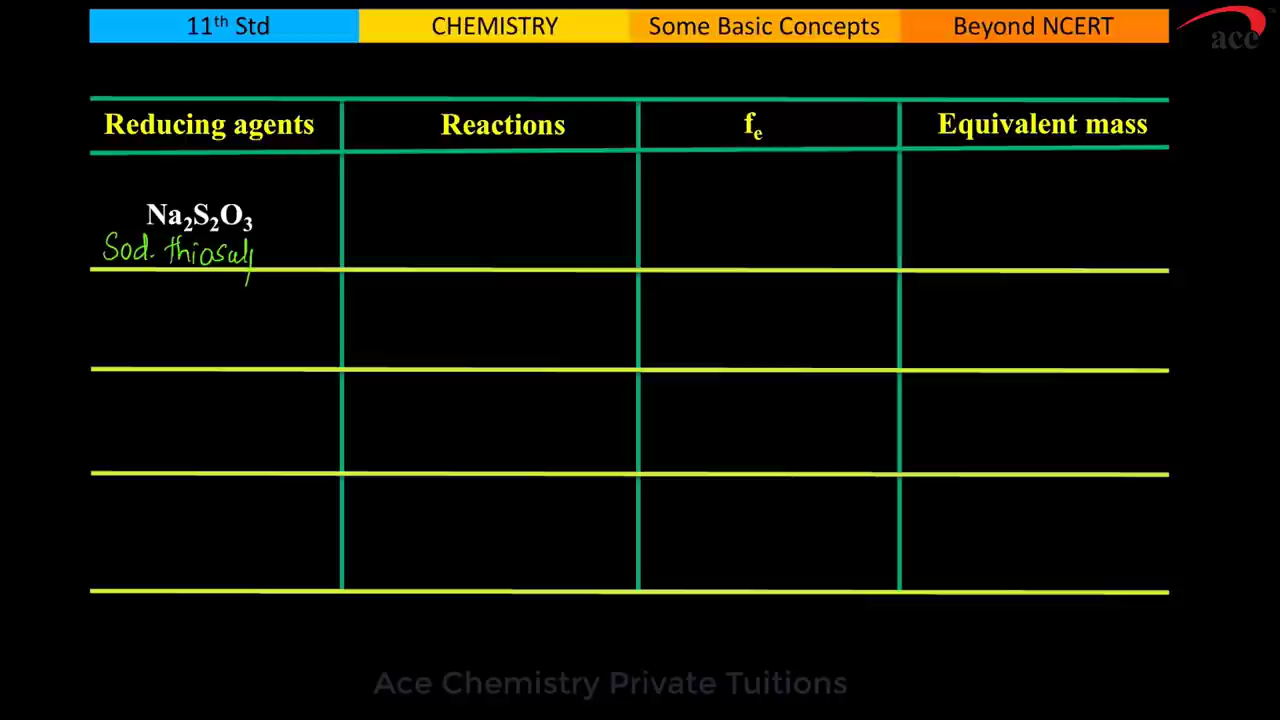 11th Std CHEMISTRY Some Basic Concepts Beyond NCERT
ace
Reducing agents Reactions fe Equivalent mass
Na2S2O3
Sod.
Ace Chemistry Private Tuitions